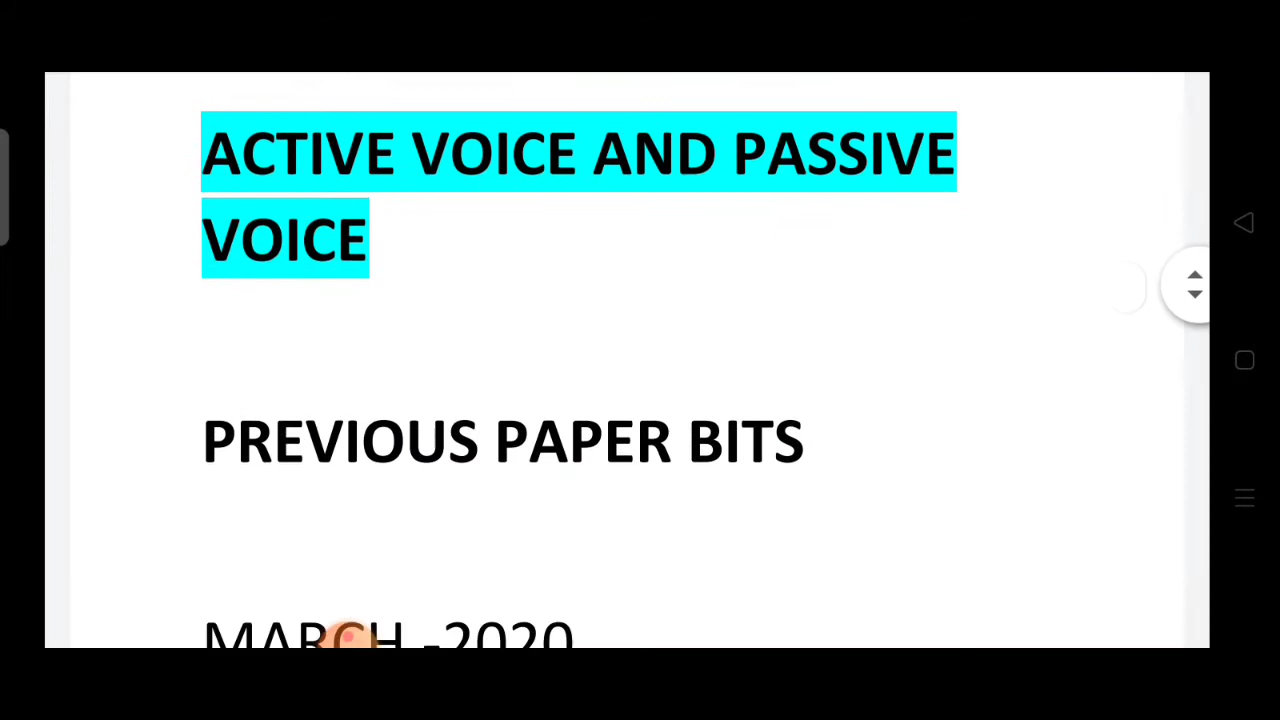 ACTIVE VOICE AND PASSIVE
VOICE
PREVIOUS PAPER BITS
MARCH -2020